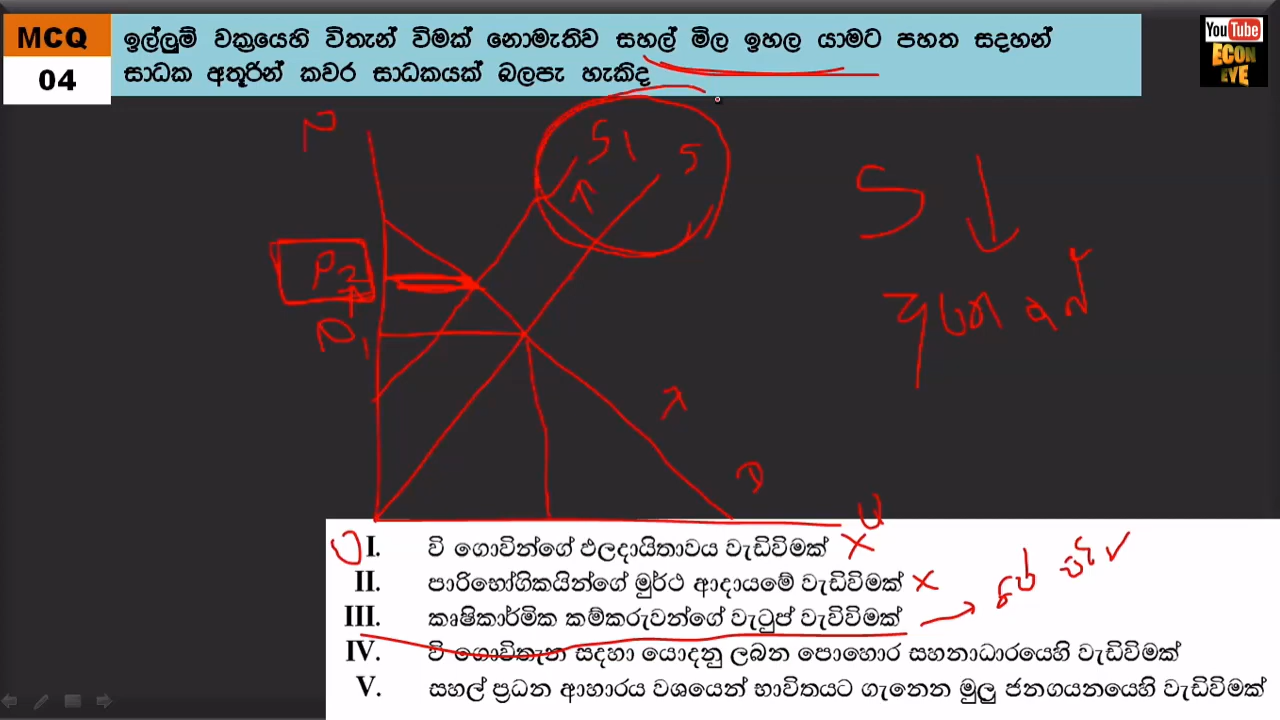 MCQ
04
ඉල්ලුම් වක්‍රයෙහි විතැන් වීමක් නොමැතිව සහල් මිල ඉහල යාමට පහත සදහන්
සාධක අතුරින් කවර සාධකයක් බලපෑ හැකිද
YouTube
ECON
EYE
P
S1
S
S
P2
P1
D
Q
I. වී ගොවින්ගේ ඵලදායිතාවය වැඩිවීමක්
II. පාරිභෝගිකයින්ගේ මුර්ථ ආදායමේ වැඩිවීමක්
III. කෘෂිකාර්මික කම්කරුවන්ගේ වැටුප් වැවිවීමක්
IV. වී ගොවිතැන සදහා යොදනු ලබන පොහොර සහනාධාරයෙහි වැඩිවීමක්
V. සහල් ප්‍රධන ආහාරය වශයෙන් භාවිතයට ගැනෙන මුලු ජනගයනයෙහි වැඩිවීමක්